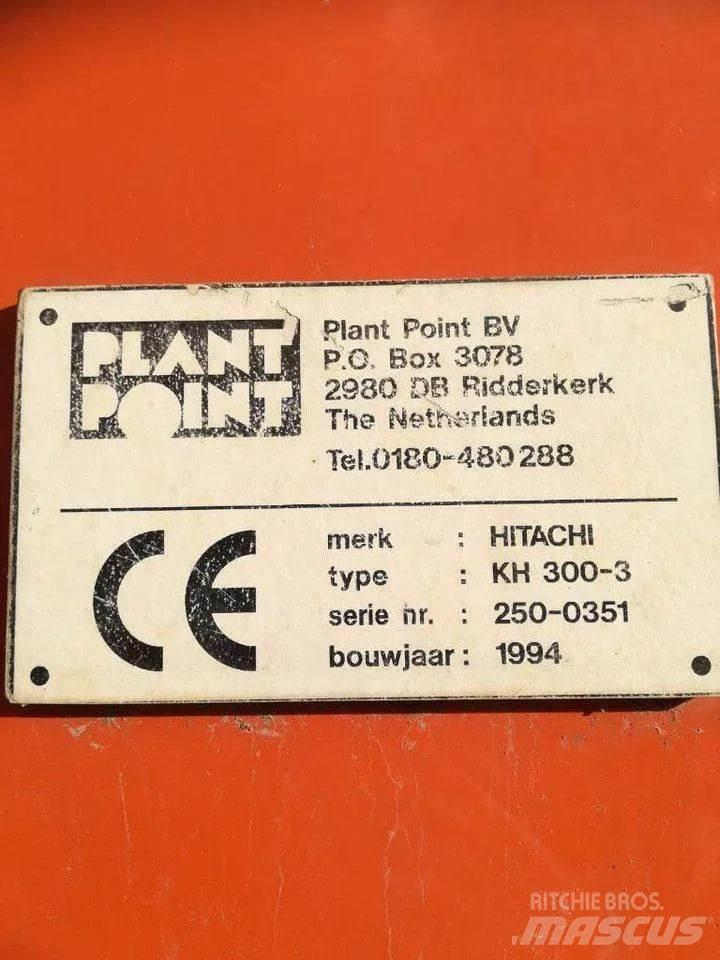 PLANT
POINT
Plant Point BV
P.O. Box 3078
2980 DB Ridderkerk
The Netherlands
Tel.0180-480288
CE
merk : HITACHI
type : KH 300-3
serie nr. : 250-0351
bouwjaar : 1994
RITCHIE BROS.
MASCUS